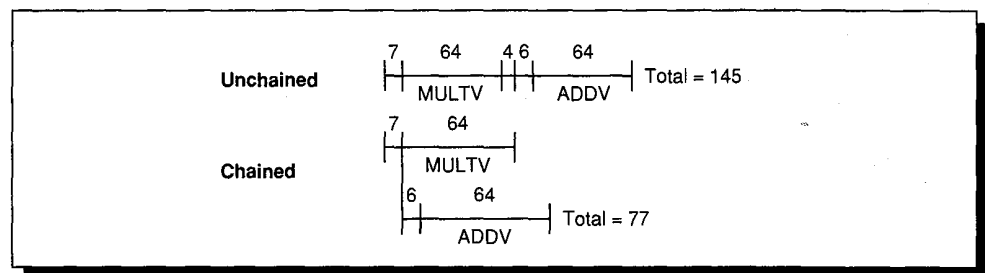 7 64 4 6 64
Unchained Total = 145
MULTV ADDV
7 64
MULTV
Chained
6 64
Total = 77
ADDV